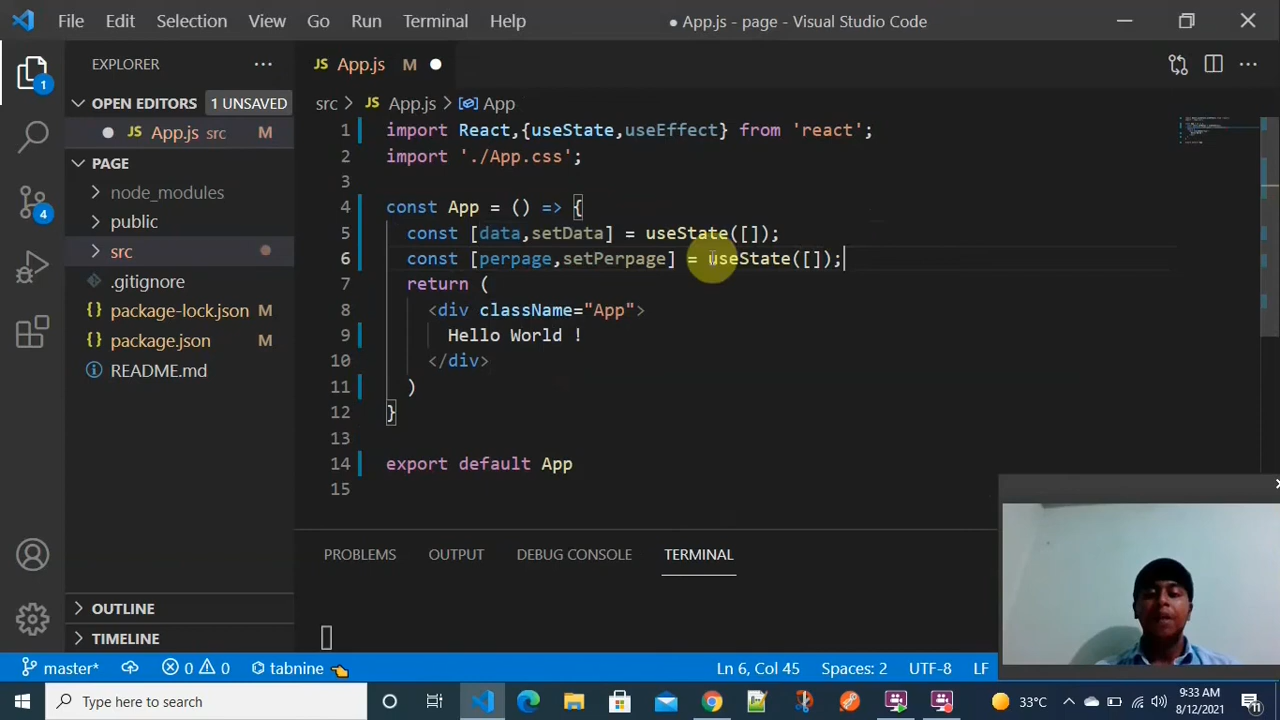 File Edit Selection View Go Run Terminal Help ● App.js - page - Visual Studio Code
EXPLORER ...
JS App.js M ●
OPEN EDITORS 1 UNSAVED
● JS App.js src M
PAGE
node_modules
public
src
.gitignore
{} package-lock.json M
{} package.json M
README.md
OUTLINE
TIMELINE
1
4
src > JS App.js > App
1 import React,{useState,useEffect} from 'react';
2 import './App.css';
3
4 const App = () => {
5 const [data,setData] = useState([]);
6 const [perpage,setPerpage] = useState([]);
7 return (
8 <div className="App">
9 Hello World !
10 </div>
11 )
12 }
13
14 export default App
15
PROBLEMS OUTPUT DEBUG CONSOLE TERMINAL
master* 0 0 tabnine Ln 6, Col 45 Spaces: 2 UTF-8 LF
Type here to search 33°C 9:33 AM
8/12/2021
11